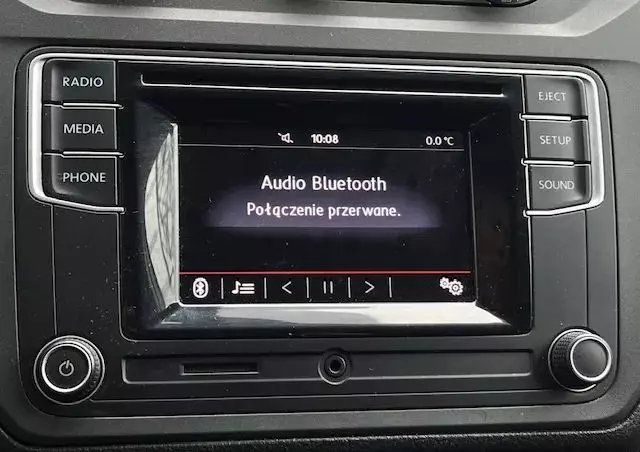 RADIO
MEDIA
PHONE
EJECT
SETUP
SOUND
10:08
0.0 °C
Audio Bluetooth
Połączenie przerwane.